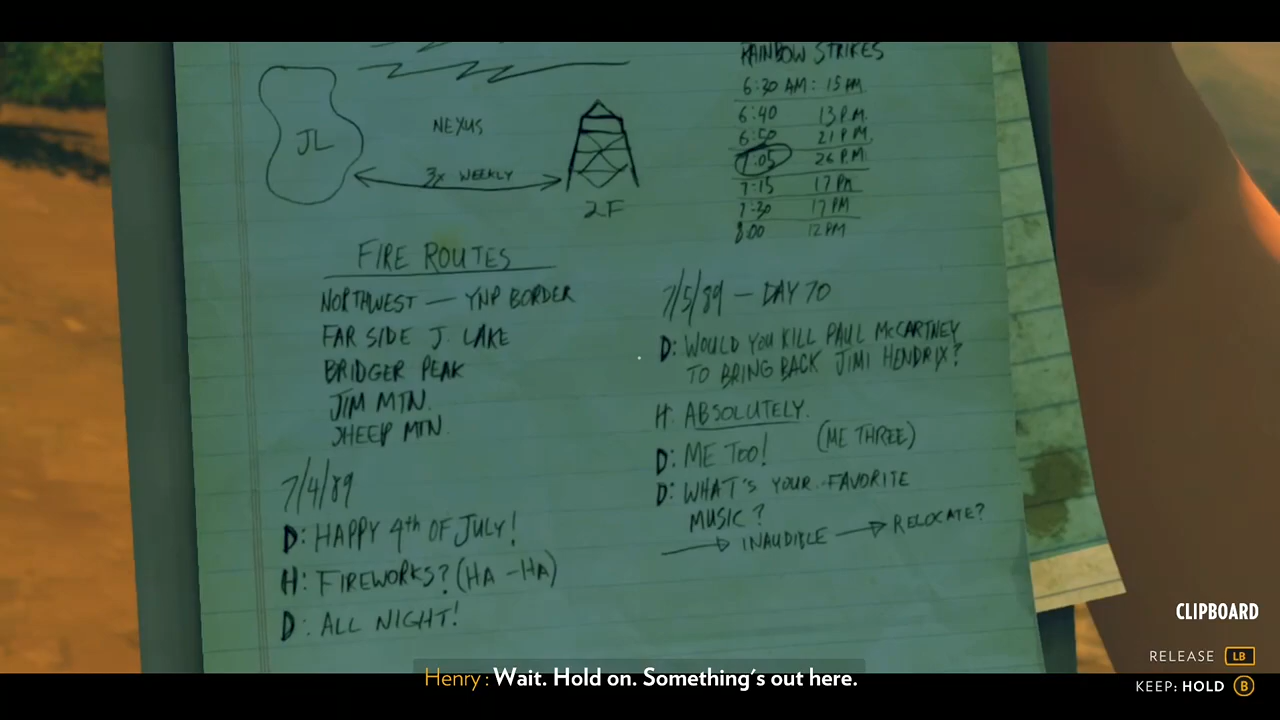 RAINBOW STRIKES
6:30 AM: 15 PM
6:40 13 P.M.
6:50 21 P.M.
7:05 26 P.M.
7:15 17 PM
7:30 17 PM
8:00 12 PM
JL
NEXUS
3x WEEKLY
2F
FIRE ROUTES
NORTHWEST — YNP BORDER
FAR SIDE J. LAKE
BRIDGER PEAK
JIM MTN.
SHEEP MTN.
7/4/89
D: HAPPY 4th OF JULY!
H: FIREWORKS? (HA-HA)
D: ALL NIGHT!
7/5/89 — DAY 70
D: WOULD YOU KILL PAUL McCARTNEY
TO BRING BACK JIMI HENDRIX?
H: ABSOLUTELY.
D: ME TOO! (ME THREE)
D: WHAT'S YOUR FAVORITE
MUSIC?
→ INAUDIBLE → RELOCATE?
CLIPBOARD
RELEASE LB
KEEP: HOLD B
Henry : Wait. Hold on. Something's out here.